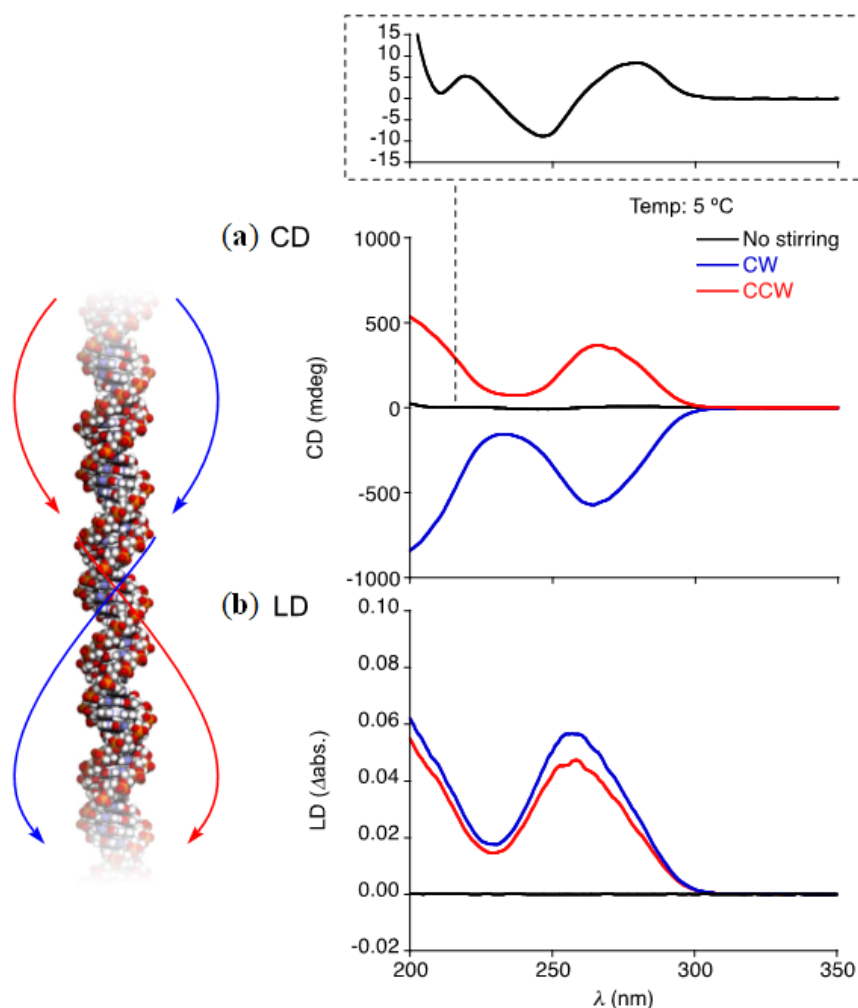 15
10
5
0
5
-10
-15
Temp: 5 ºC
(a) CD
No stirring
CW
CCW
1000
500
0
-500
-1000
CD (mdeg)
(b) LD
0.10
0.08
0.06
0.04
0.02
0.00
-0.02
LD (Δabs.)
200 250 300 350
λ (nm)